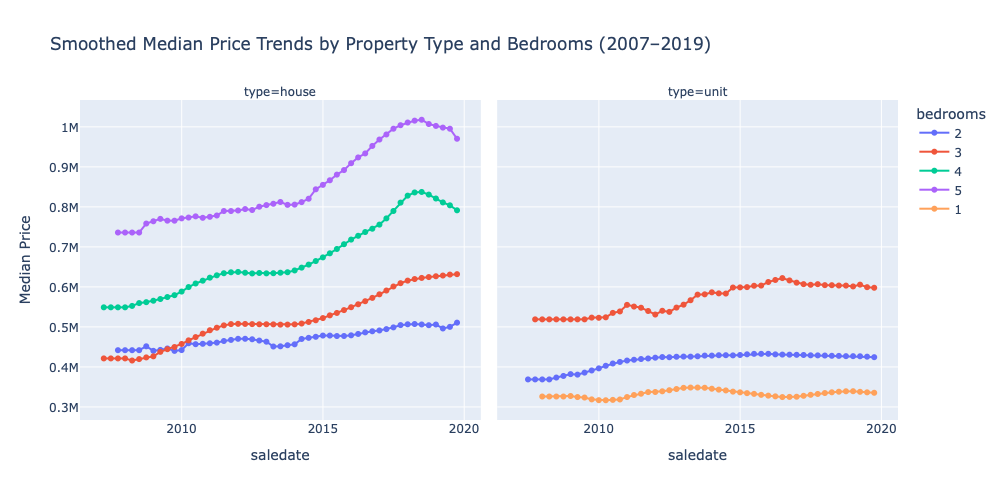 Smoothed Median Price Trends by Property Type and Bedrooms (2007–2019)
type=house
type=unit
bedrooms
2
3
4
5
1
Median Price
1M
0.9M
0.8M
0.7M
0.6M
0.5M
0.4M
0.3M
2010
2015
2020
2010
2015
2020
saledate
saledate